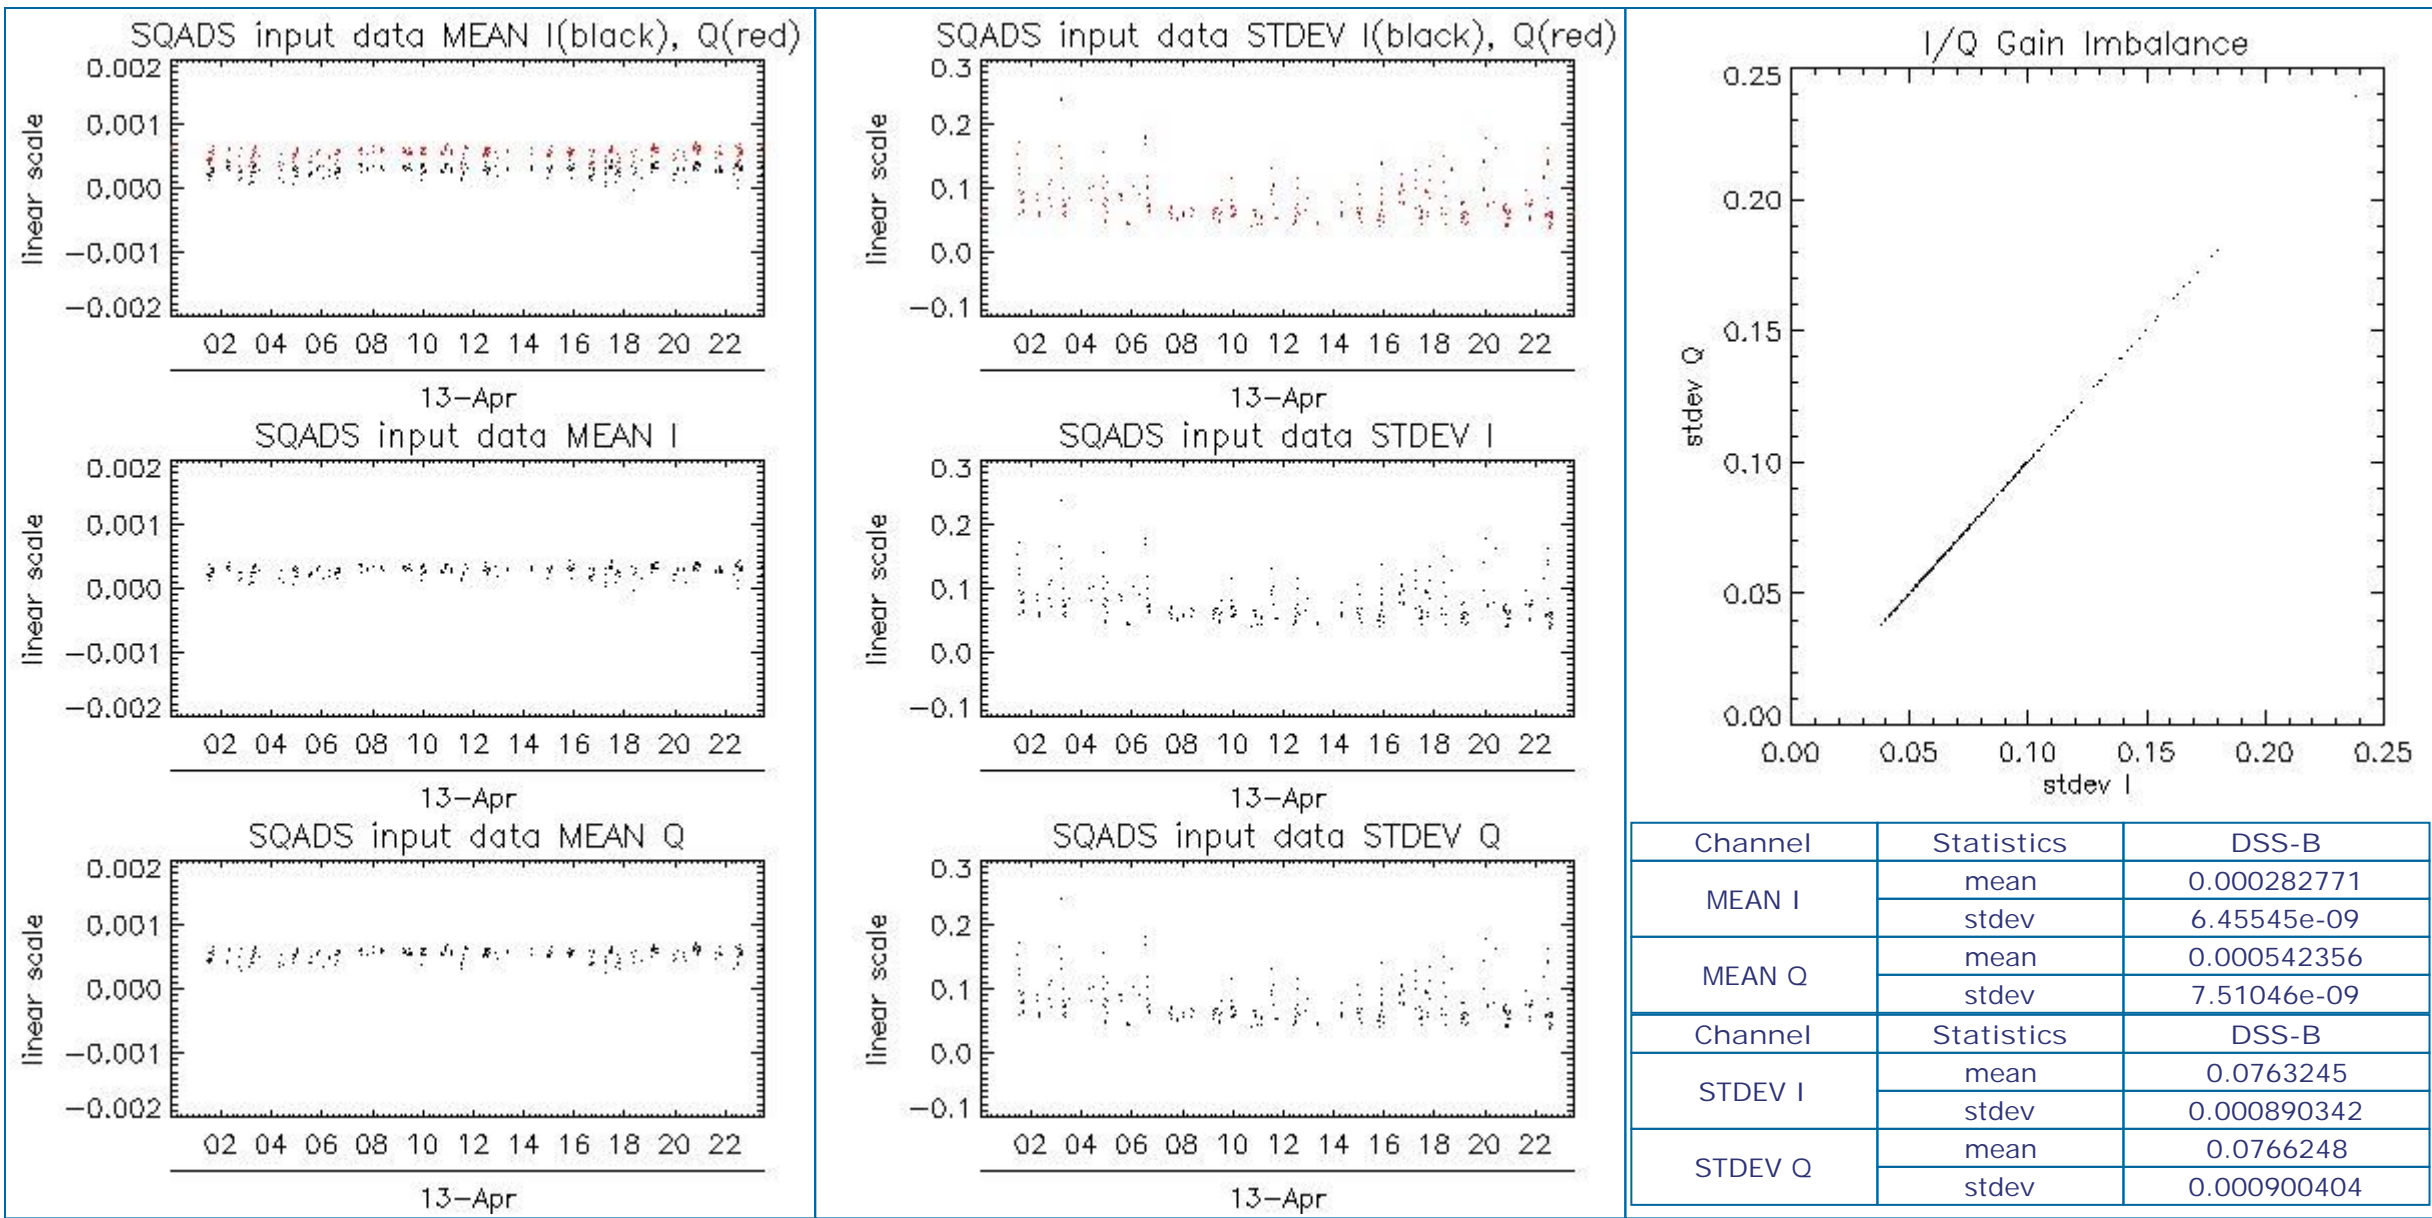 SQADS input data MEAN I(black), Q(red)
0.002
0.001
0.000
-0.001
-0.002
linear scale
02 04 06 08 10 12 14 16 18 20 22
13-Apr
SQADS input data MEAN I
0.002
0.001
0.000
-0.001
-0.002
linear scale
02 04 06 08 10 12 14 16 18 20 22
13-Apr
SQADS input data MEAN Q
0.002
0.001
0.000
-0.001
-0.002
linear scale
02 04 06 08 10 12 14 16 18 20 22
13-Apr
SQADS input data STDEV I(black), Q(red)
0.3
0.2
0.1
0.0
-0.1
linear scale
02 04 06 08 10 12 14 16 18 20 22
13-Apr
SQADS input data STDEV I
0.3
0.2
0.1
0.0
-0.1
linear scale
02 04 06 08 10 12 14 16 18 20 22
13-Apr
SQADS input data STDEV Q
0.3
0.2
0.1
0.0
-0.1
linear scale
02 04 06 08 10 12 14 16 18 20 22
13-Apr
I/Q Gain Imbalance
0.25
0.20
0.15
0.10
0.05
0.00
stdev Q
0.00 0.05 0.10 0.15 0.20 0.25
stdev I
Channel Statistics DSS-B
MEAN I mean 0.000282771
stdev 6.45545e-09
MEAN Q mean 0.000542356
stdev 7.51046e-09
Channel Statistics DSS-B
STDEV I mean 0.0763245
stdev 0.000890342
STDEV Q mean 0.0766248
stdev 0.000900404